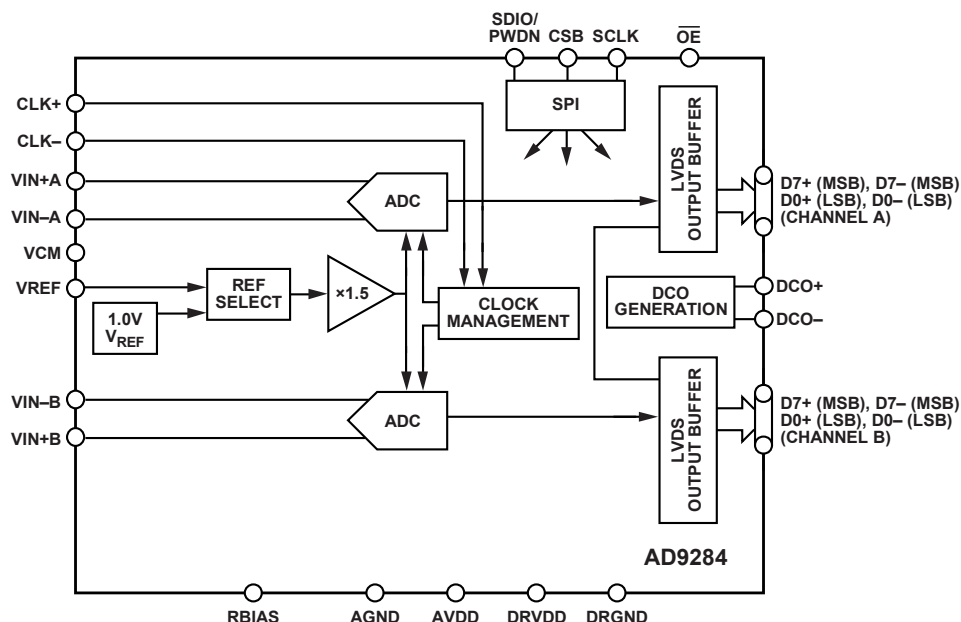 SDIO/
PWDN CSB SCLK OE
CLK+
SPI
CLK–
LVDS
OUTPUT BUFFER
VIN+A
ADC
D7+ (MSB), D7– (MSB)
D0+ (LSB), D0– (LSB)
(CHANNEL A)
VIN–A
VCM
VREF
REF
SELECT
×1.5
CLOCK
MANAGEMENT
DCO
GENERATION
DCO+
DCO–
1.0V
VREF
VIN–B
ADC
VIN+B
LVDS
OUTPUT BUFFER
D7+ (MSB), D7– (MSB)
D0+ (LSB), D0– (LSB)
(CHANNEL B)
AD9284
RBIAS AGND AVDD DRVDD DRGND